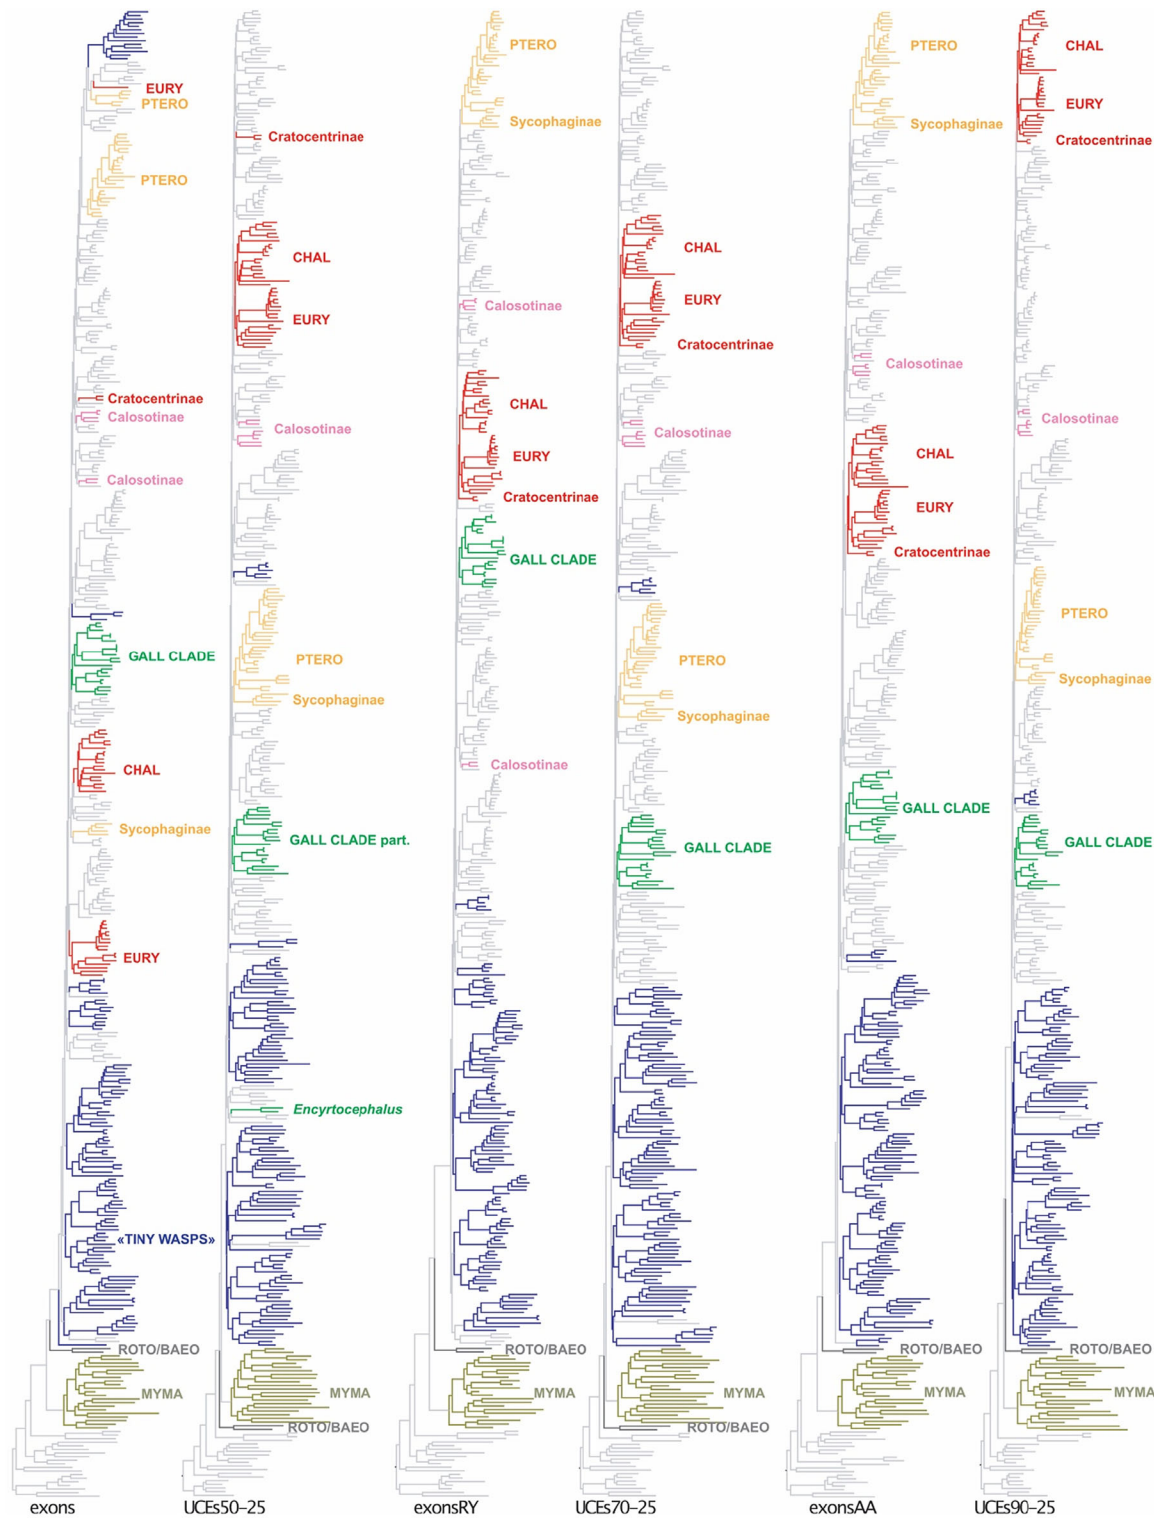 EURY
PTERO
PTERO
Cratocentrinae
Calosotinae
Calosotinae
GALL CLADE
CHAL
Sycophaginae
EURY
«TINY WASPS»
ROTO/BAEO
MYMA
exons
Cratocentrinae
CHAL
EURY
Calosotinae
PTERO
Sycophaginae
GALL CLADE part.
Encyrtocephalus
MYMA
ROTO/BAEO
UCEs50-25
PTERO
Sycophaginae
Calosotinae
CHAL
EURY
Cratocentrinae
GALL CLADE
Calosotinae
ROTO/BAEO
MYMA
exonsRY
CHAL
EURY
Cratocentrinae
Calosotinae
PTERO
Sycophaginae
GALL CLADE
MYMA
ROTO/BAEO
UCEs70-25
PTERO
Sycophaginae
Calosotinae
CHAL
EURY
Cratocentrinae
GALL CLADE
ROTO/BAEO
MYMA
exonsAA
CHAL
EURY
Cratocentrinae
Calosotinae
PTERO
Sycophaginae
GALL CLADE
ROTO/BAEO
MYMA
UCEs90-25